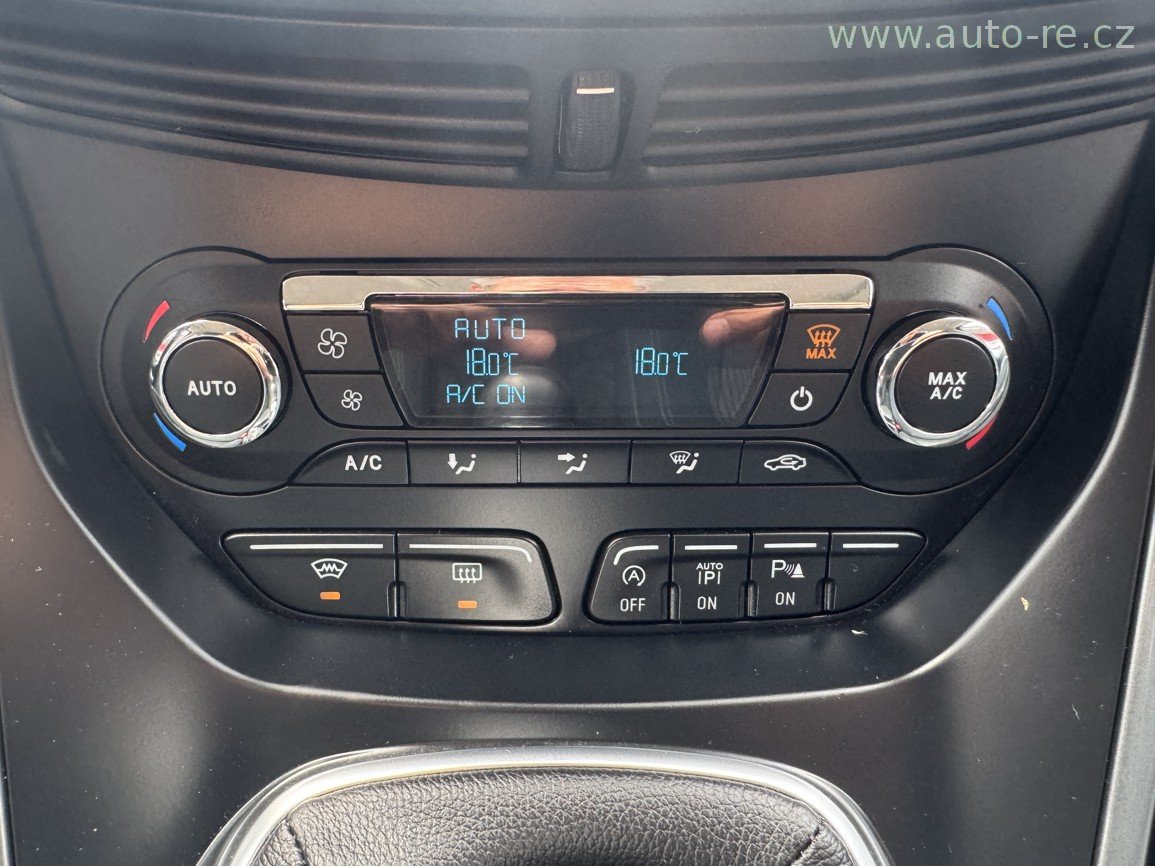 www.auto-re.cz
AUTO
18.0°C 18.0°C
A/C ON
MAX
AUTO
MAX
A/C
A/C
A
OFF
AUTO
P
ON
P
ON